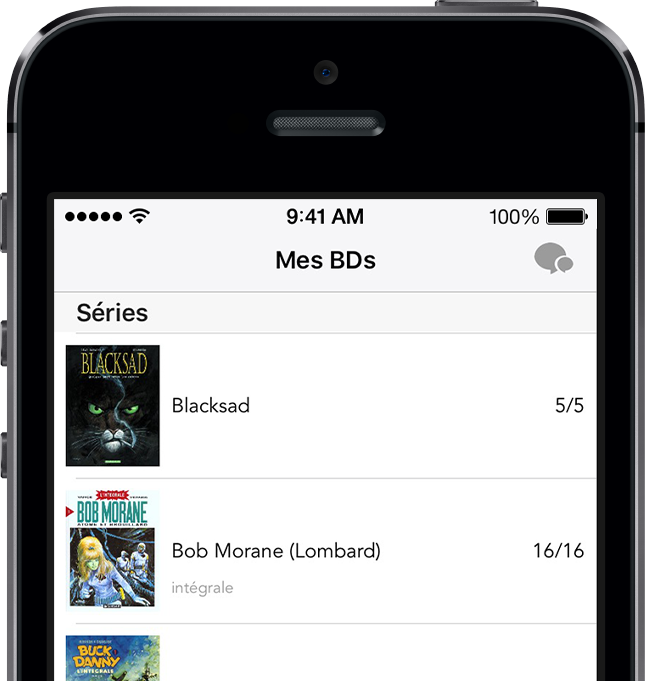 9:41 AM
100%
Mes BDs
Séries
BLACKSAD
Blacksad
5/5
L'INTÉGRALE
BOB MORANE
ATOME ET BROUILLARD
Bob Morane (Lombard)
16/16
intégrale
BUCK
DANNY
L'INTÉGRALE